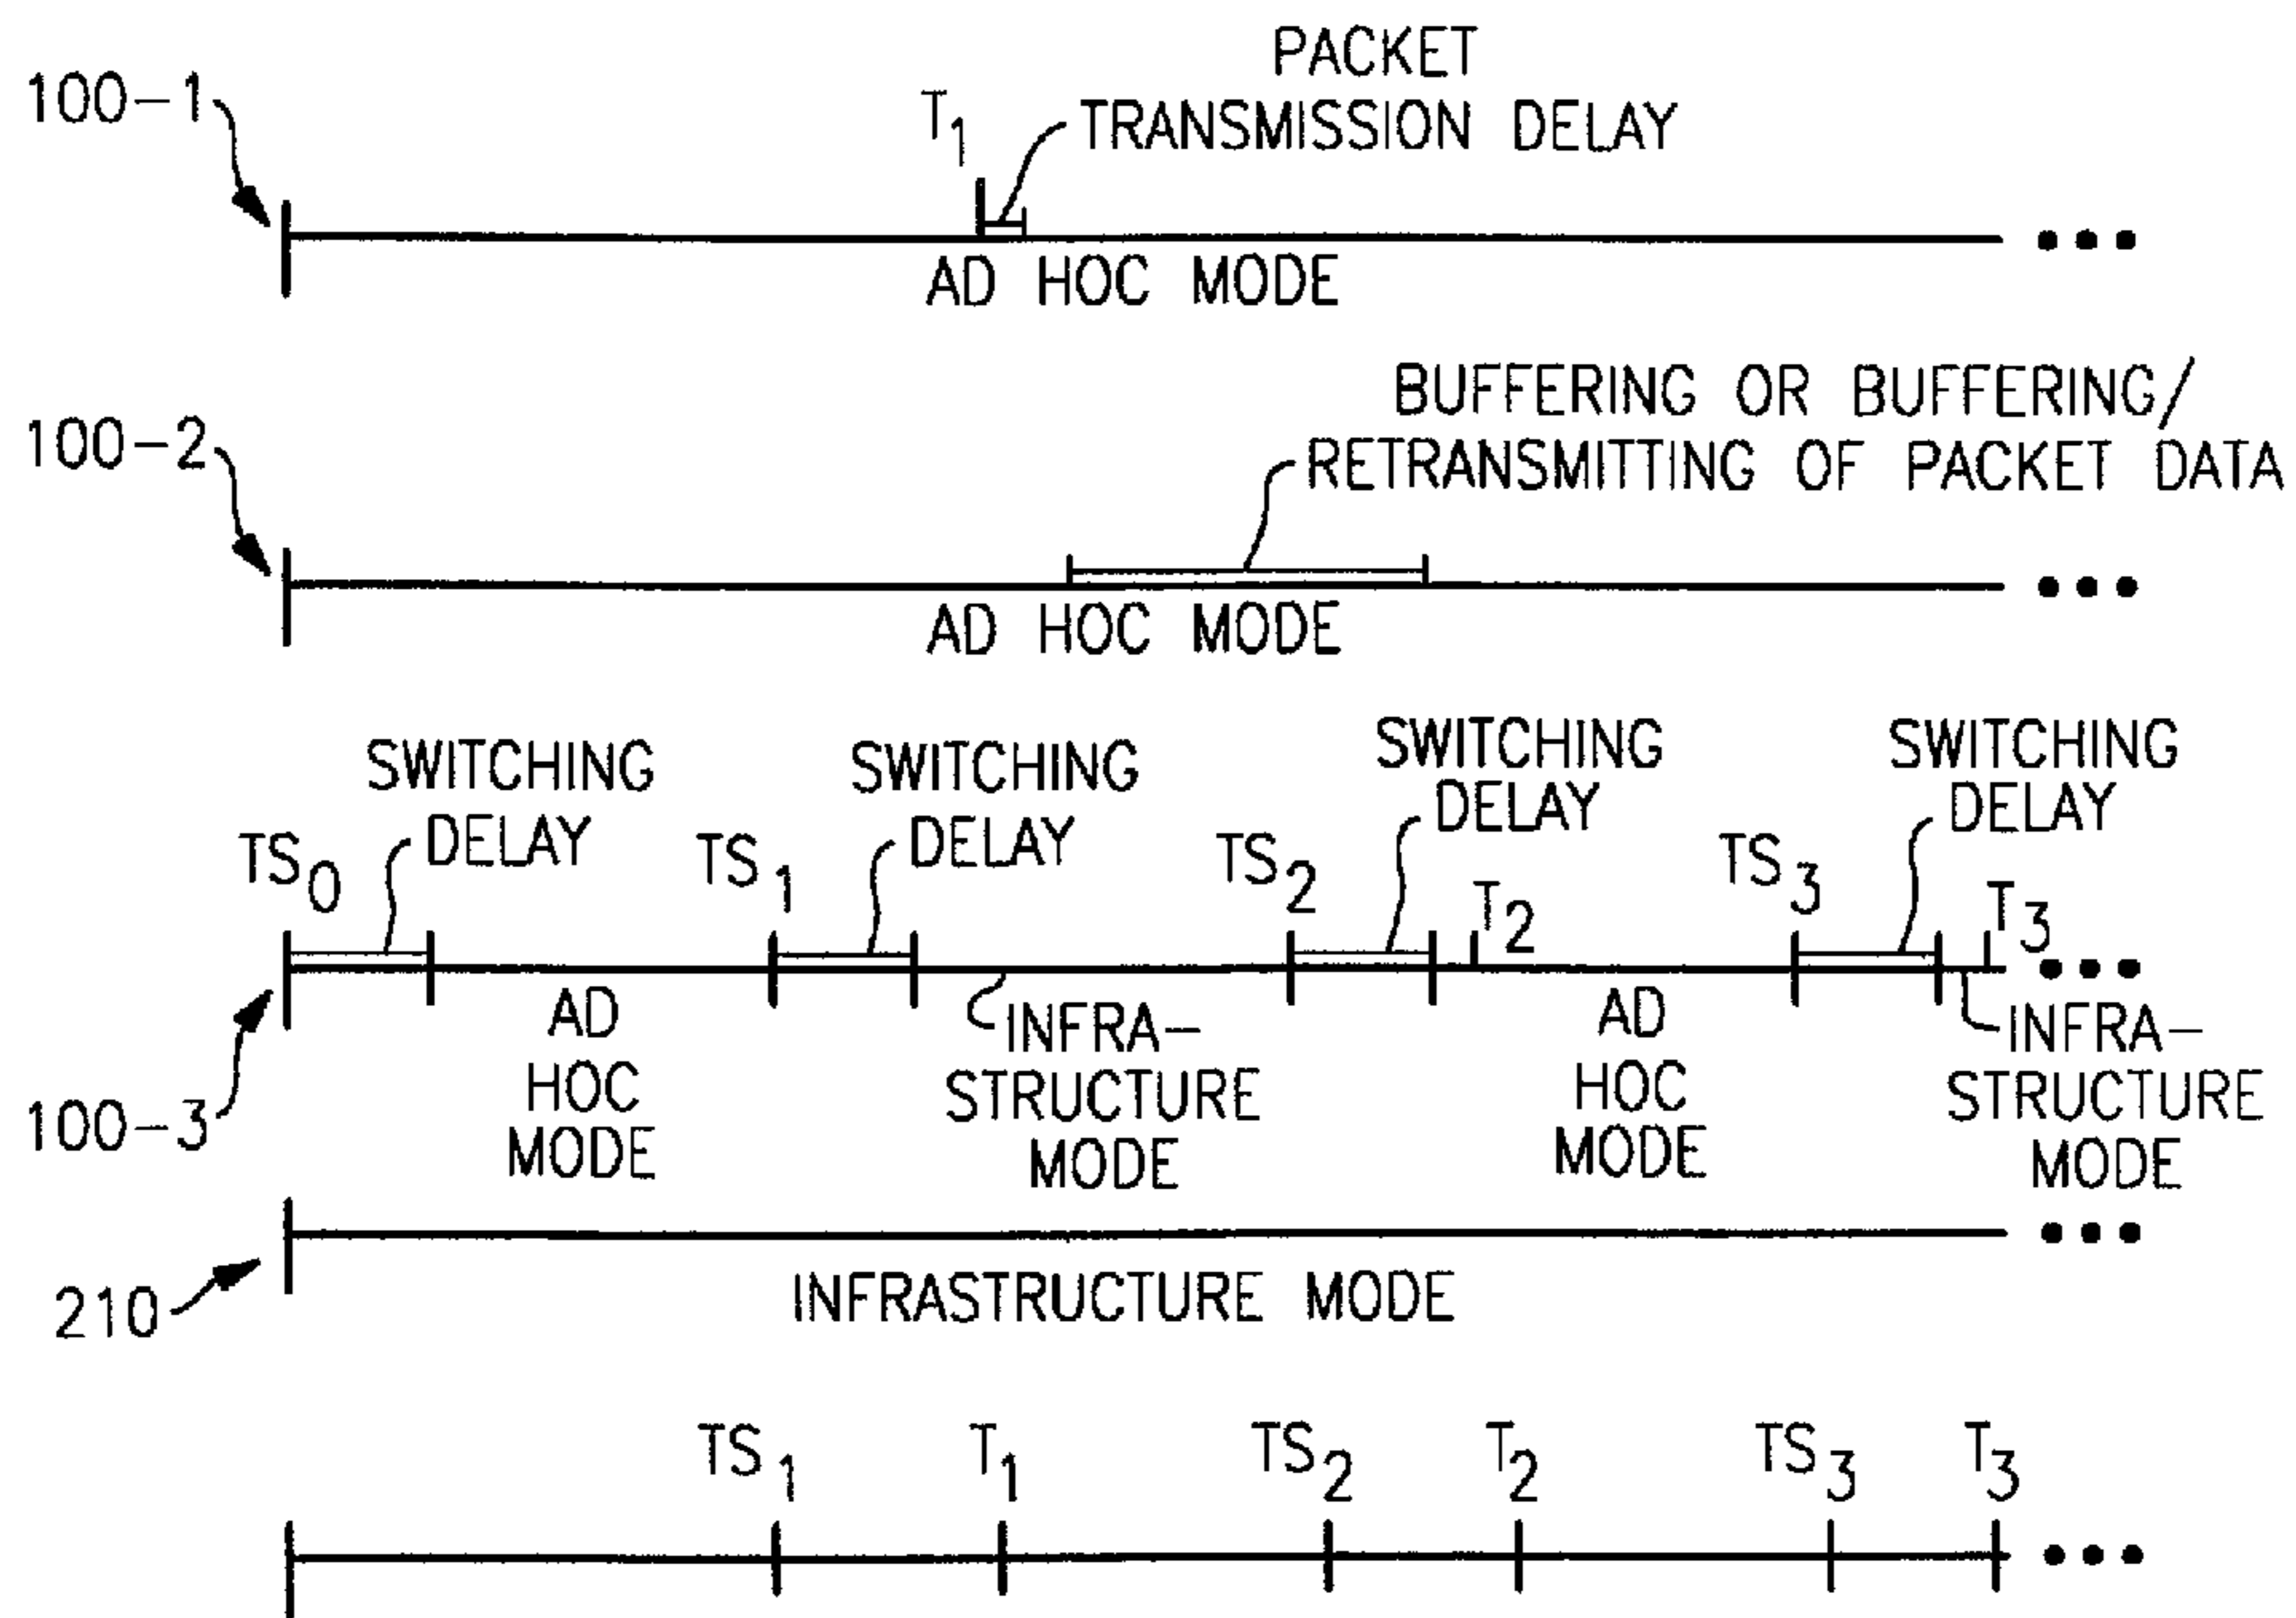 PACKET
100-1
T1
TRANSMISSION DELAY
AD HOC MODE
BUFFERING OR BUFFERING/
100-2
RETRANSMITTING OF PACKET DATA
AD HOC MODE
SWITCHING DELAY
SWITCHING DELAY
SWITCHING DELAY
SWITCHING DELAY
TS0
TS1
TS2
T2
TS3
T3
100-3
AD
HOC
MODE
INFRA-
STRUCTURE
MODE
AD
HOC
MODE
INFRA-
STRUCTURE
MODE
210
INFRASTRUCTURE MODE
TS1 T1 TS2 T2 TS3 T3